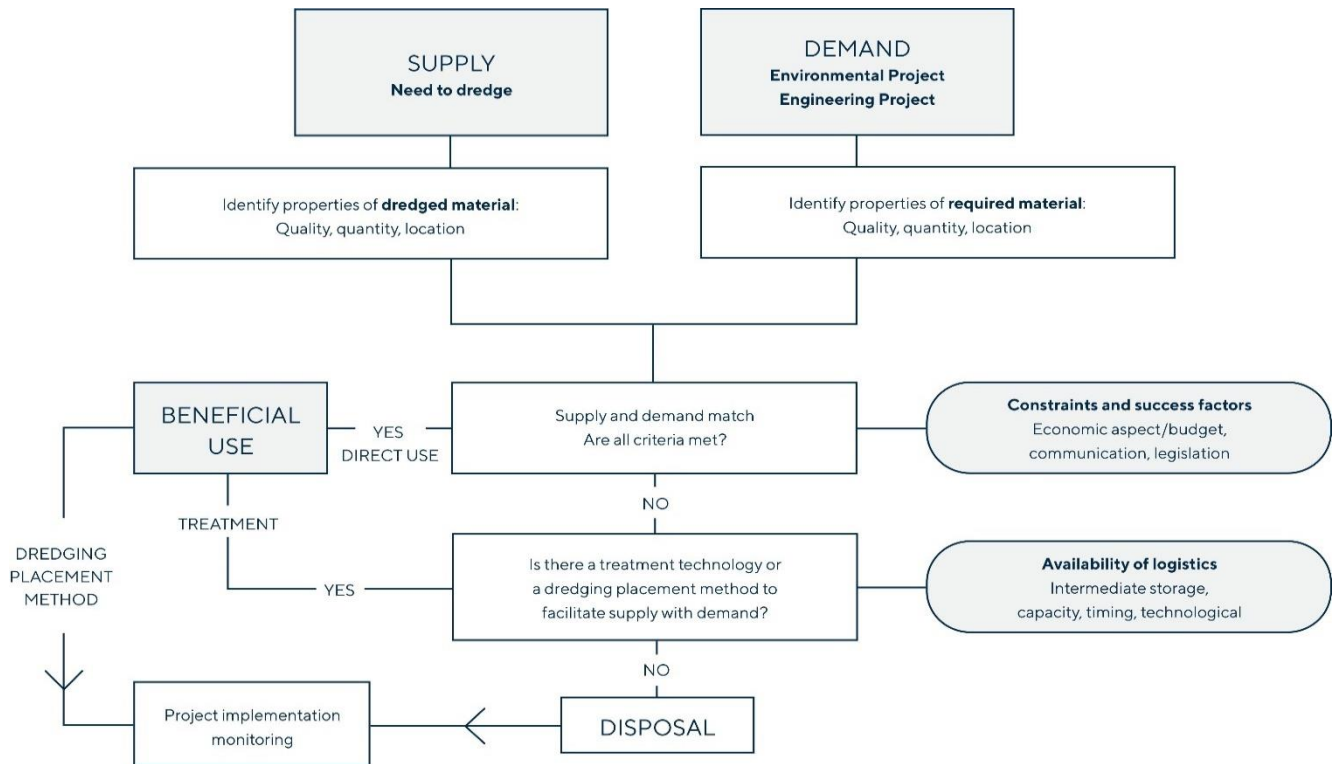 SUPPLY
Need to dredge
DEMAND
Environmental Project
Engineering Project
Identify properties of dredged material:
Quality, quantity, location
Identify properties of required material:
Quality, quantity, location
BENEFICIAL
USE
YES
DIRECT USE
Supply and demand match
Are all criteria met?
Constraints and success factors
Economic aspect/budget,
communication, legislation
NO
TREATMENT
DREDGING
PLACEMENT
METHOD
YES
Is there a treatment technology or
a dredging placement method to
facilitate supply with demand?
Availability of logistics
Intermediate storage,
capacity, timing, technological
NO
Project implementation
monitoring
DISPOSAL